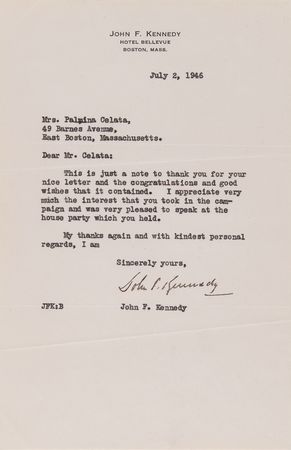 JOHN F. KENNEDY
HOTEL BELLEVUE
BOSTON, MASS.
July 2, 1946
Mrs. Palmina Celata,
49 Barnes Avenue,
East Boston, Massachusetts.
Dear Mr. Celata:
This is just a note to thank you for your
nice letter and the congratulations and good
wishes that it contained. I appreciate very
much the interest that you took in the cam-
paign and was very pleased to speak at the
house party which you held.
My thanks again and with kindest personal
regards, I am
Sincerely yours,
John F. Kennedy
JFK:B John F. Kennedy